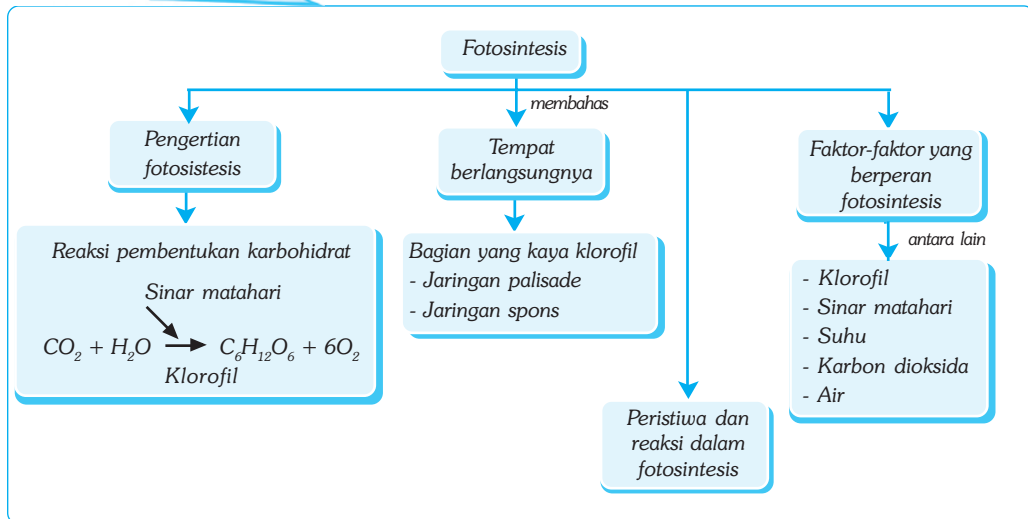 Fotosintesis
membahas
Pengertian
fotosistesis
Reaksi pembentukan karbohidrat
Sinar matahari
CO₂ + H₂O → C₆H₁₂O₆ + 6O₂
Klorofil
Tempat
berlangsungnya
Bagian yang kaya klorofil
- Jaringan palisade
- Jaringan spons
Peristiwa dan
reaksi dalam
fotosintesis
Faktor-faktor yang
berperan
fotosintesis
antara lain
- Klorofil
- Sinar matahari
- Suhu
- Karbon dioksida
- Air